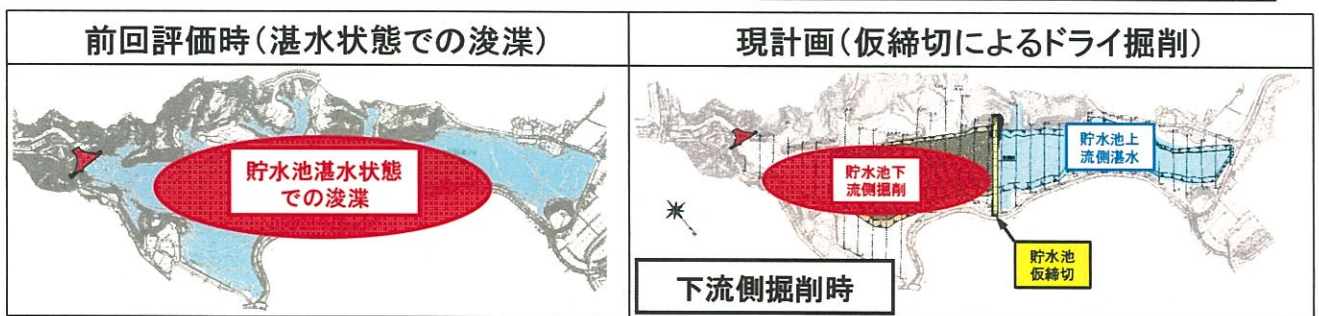 前回評価時(湛水状態での浚渫)
現計画(仮締切によるドライ掘削)
貯水池湛水状態
での浚渫
貯水池下
流側掘削
貯水池上
流側湛水
貯水池
仮締切
下流側掘削時